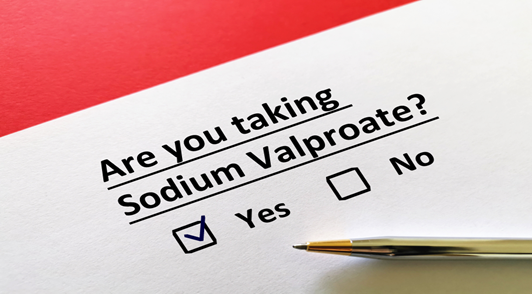 Are you taking
Sodium Valproate?
Yes No